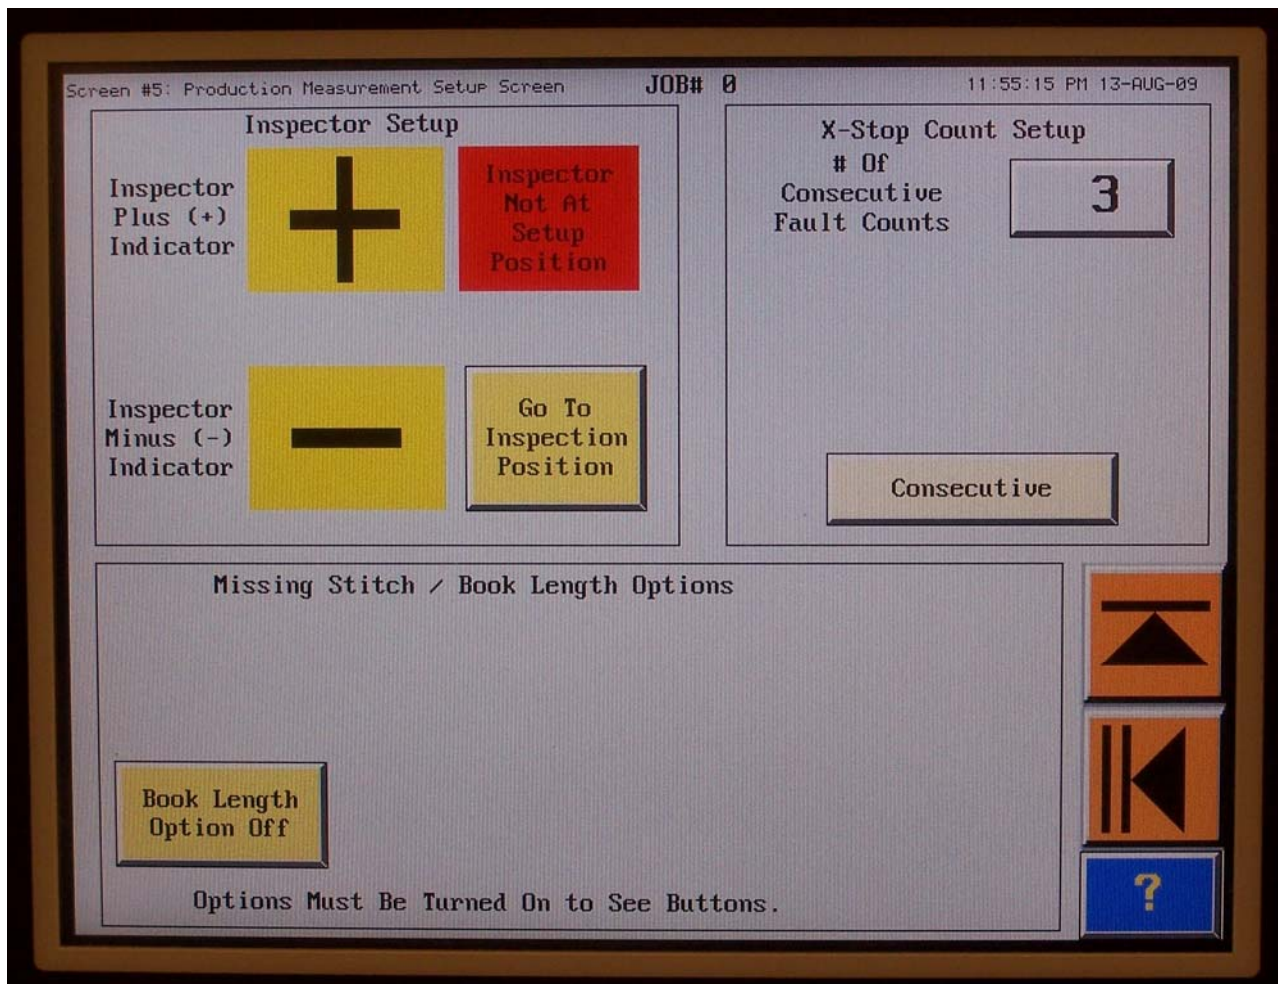 Screen #5: Production Measurement Setup Screen
JOB# 0
11:55:15 PM 13-AUG-09
Inspector Setup
Inspector
Plus (+)
Indicator
+
Inspector
Not At
Setup
Position
Inspector
Minus (-)
Indicator
-
Go To
Inspection
Position
X-Stop Count Setup
# Of
Consecutive
Fault Counts
3
Consecutive
Missing Stitch / Book Length Options
Book Length
Option Off
Options Must Be Turned On to See Buttons.
?